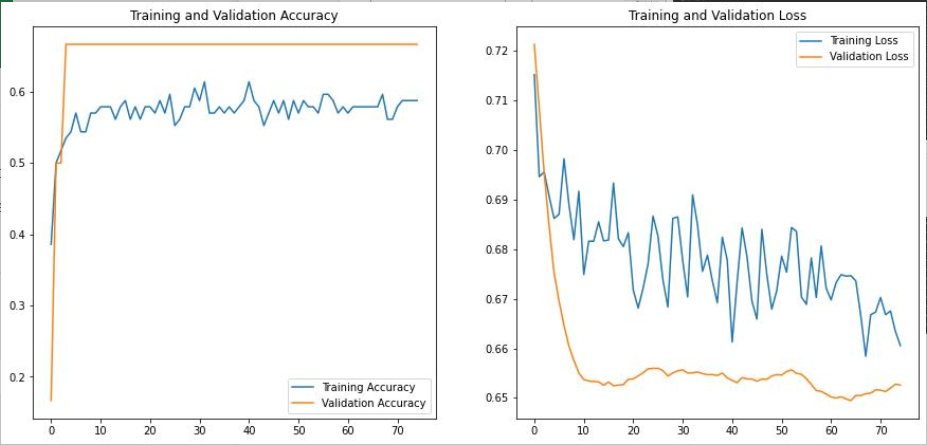 Training and Validation Accuracy
0.6
0.5
0.4
0.3
0.2
0 10 20 30 40 50 60 70
Training Accuracy
Validation Accuracy
Training and Validation Loss
0.72
0.71
0.70
0.69
0.68
0.67
0.66
0.65
0 10 20 30 40 50 60 70
Training Loss
Validation Loss